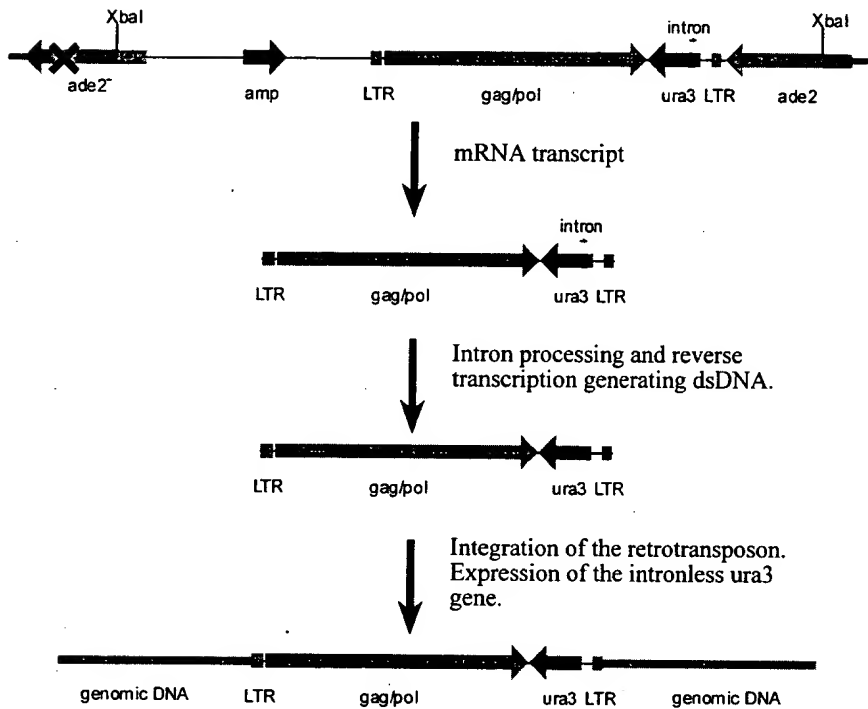 XbaI
intron
XbaI
ade2-
amp
LTR
gag/pol
ura3 LTR
ade2
mRNA transcript
intron
LTR
gag/pol
ura3 LTR
Intron processing and reverse
transcription generating dsDNA.
LTR
gag/pol
ura3 LTR
Integration of the retrotransposon.
Expression of the intronless ura3
gene.
genomic DNA
LTR
gag/pol
ura3 LTR
genomic DNA